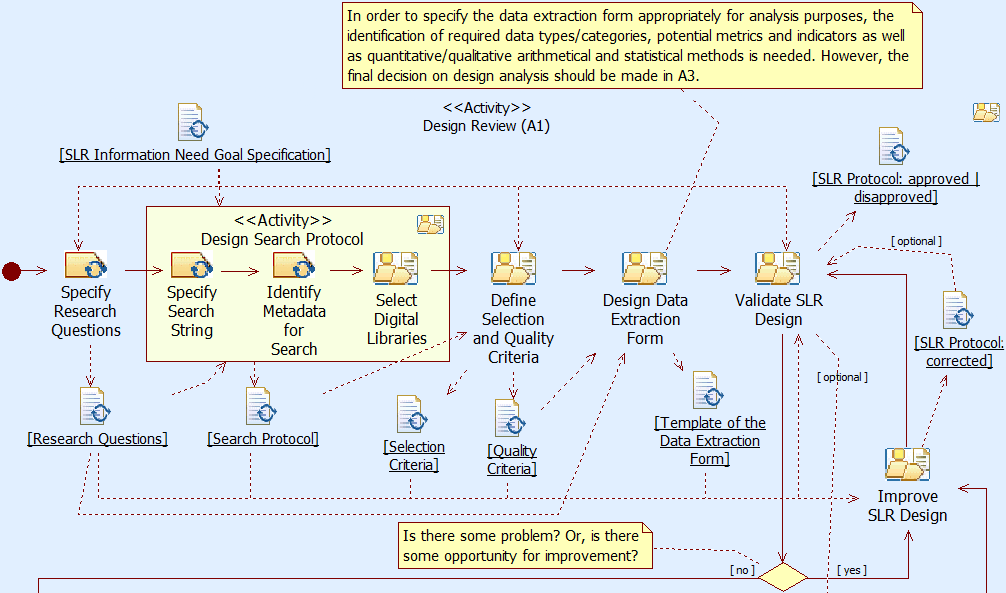 In order to specify the data extraction form appropriately for analysis purposes, the
identification of required data types/categories, potential metrics and indicators as well
as quantitative/qualitative arithmetical and statistical methods is needed. However, the
final decision on design analysis should be made in A3.
<<Activity>>
Design Review (A1)
[SLR Information Need Goal Specification]
[SLR Protocol: approved |
disapproved]
<<Activity>>
Design Search Protocol
[ optional ]
Specify
Research
Questions
Specify
Search
String
Identify
Metadata
for
Search
Select
Digital
Libraries
Define
Selection
and Quality
Criteria
Design Data
Extraction
Form
Validate SLR
Design
[SLR Protocol:
corrected]
[ optional ]
[Research Questions]
[Search Protocol]
[Selection
Criteria]
[Quality
Criteria]
[Template of the
Data Extraction
Form]
Improve
SLR Design
Is there some problem? Or, is there
some opportunity for improvement?
[ no ]
[ yes ]